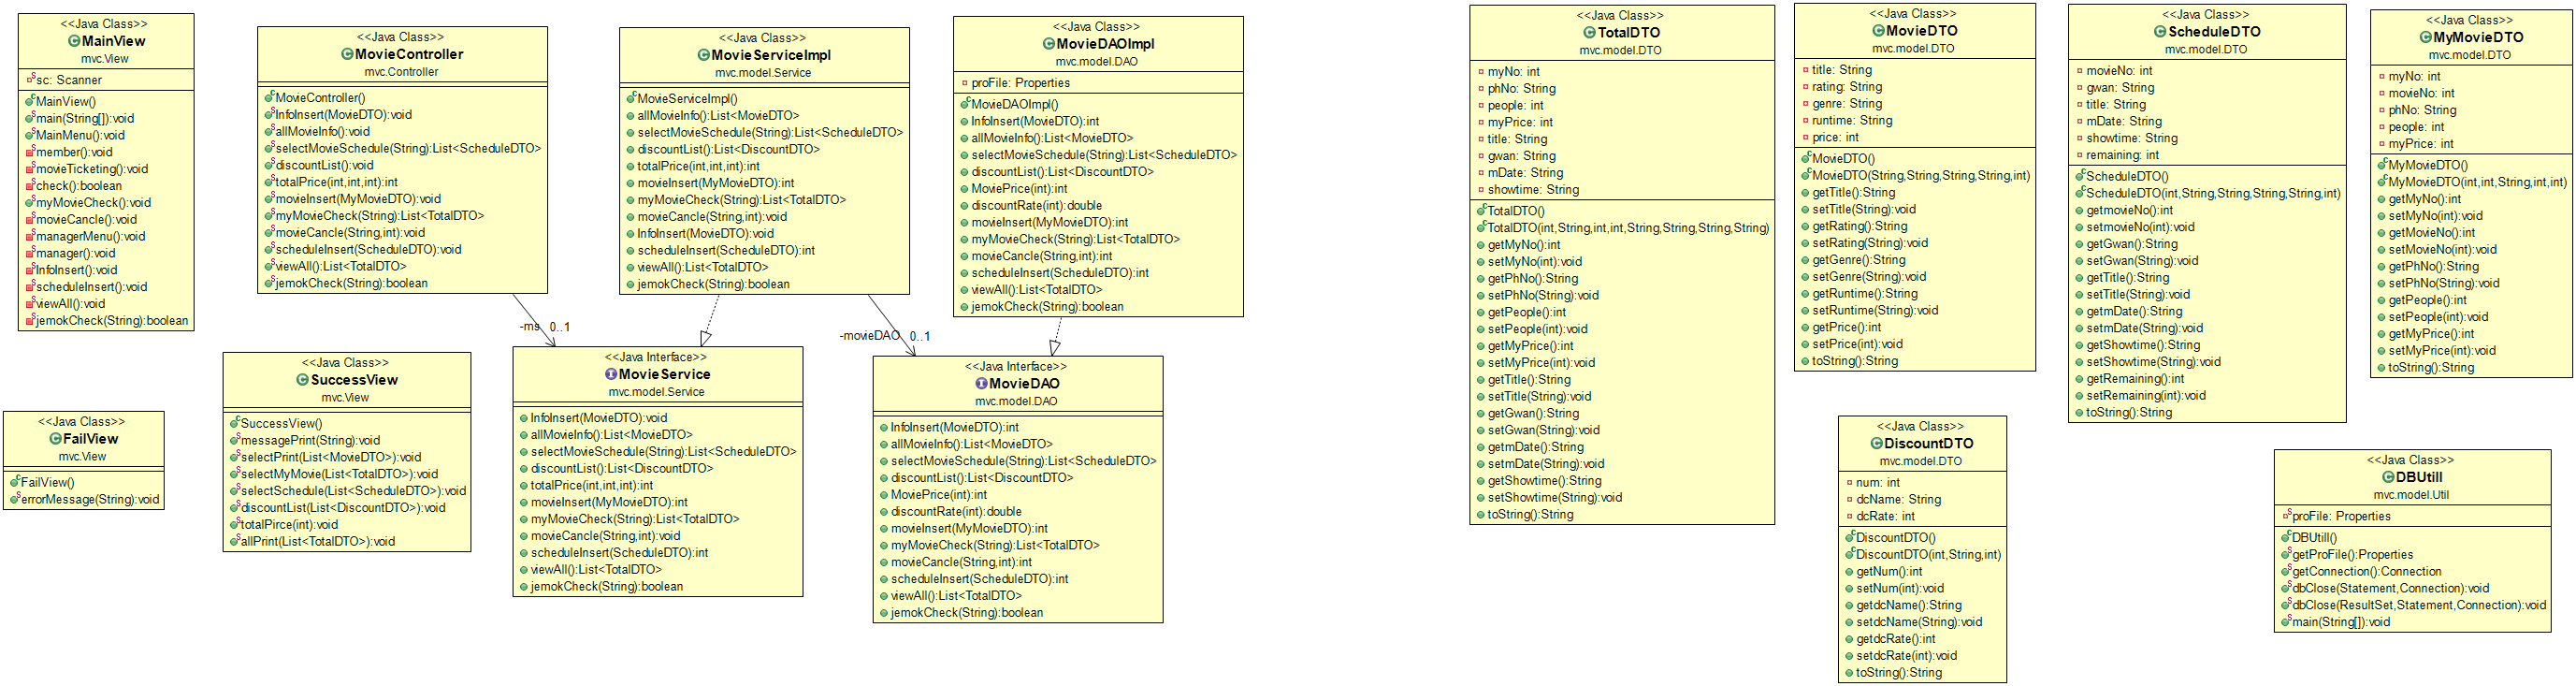 <<Java Class>>
MainView
mvc.View
sc: Scanner
MainView()
main(String[]):void
MainMenu():void
member():void
movieTicketing():void
check():boolean
myMovieCheck():void
movieCancle():void
managerMenu():void
manager():void
InfoInsert():void
scheduleInsert():void
viewAll():void
jemokCheck(String):boolean
<<Java Class>>
MovieController
mvc.Controller
MovieController()
InfoInsert(MovieDTO):void
allMovieInfo():void
selectMovieSchedule(String):List<ScheduleDTO>
discountList():void
totalPrice(int,int,int):int
movieInsert(MyMovieDTO):void
myMovieCheck(String):List<TotalDTO>
movieCancle(String,int):void
scheduleInsert(ScheduleDTO):void
viewAll():List<TotalDTO>
jemokCheck(String):boolean
<<Java Class>>
MovieServiceImpl
mvc.model.Service
MovieServiceImpl()
allMovieInfo():List<MovieDTO>
selectMovieSchedule(String):List<ScheduleDTO>
discountList():List<DiscountDTO>
totalPrice(int,int,int):int
movieInsert(MyMovieDTO):int
myMovieCheck(String):List<TotalDTO>
movieCancle(String,int):void
InfoInsert(MovieDTO):void
scheduleInsert(ScheduleDTO):int
viewAll():List<TotalDTO>
jemokCheck(String):boolean
<<Java Class>>
MovieDAOImpl
mvc.model.DAO
proFile: Properties
MovieDAOImpl()
InfoInsert(MovieDTO):int
allMovieInfo():List<MovieDTO>
selectMovieSchedule(String):List<ScheduleDTO>
discountList():List<DiscountDTO>
MoviePrice(int):int
discountRate(int):double
movieInsert(MyMovieDTO):int
myMovieCheck(String):List<TotalDTO>
movieCancle(String,int):int
scheduleInsert(ScheduleDTO):int
viewAll():List<TotalDTO>
jemokCheck(String):boolean
-ms 0..1
-movieDAO 0..1
<<Java Class>>
FailView
mvc.View
FailView()
errorMessage(String):void
<<Java Class>>
SuccessView
mvc.View
SuccessView()
messagePrint(String):void
selectPrint(List<MovieDTO>):void
selectMyMovie(List<TotalDTO>):void
selectSchedule(List<ScheduleDTO>):void
discountList(List<DiscountDTO>):void
totalPirce(int):void
allPrint(List<TotalDTO>):void
<<Java Interface>>
MovieService
mvc.model.Service
InfoInsert(MovieDTO):void
allMovieInfo():List<MovieDTO>
selectMovieSchedule(String):List<ScheduleDTO>
discountList():List<DiscountDTO>
totalPrice(int,int,int):int
movieInsert(MyMovieDTO):int
myMovieCheck(String):List<TotalDTO>
movieCancle(String,int):void
scheduleInsert(ScheduleDTO):int
viewAll():List<TotalDTO>
jemokCheck(String):boolean
<<Java Interface>>
MovieDAO
mvc.model.DAO
InfoInsert(MovieDTO):int
allMovieInfo():List<MovieDTO>
selectMovieSchedule(String):List<ScheduleDTO>
discountList():List<DiscountDTO>
MoviePrice(int):int
discountRate(int):double
movieInsert(MyMovieDTO):int
myMovieCheck(String):List<TotalDTO>
movieCancle(String,int):int
scheduleInsert(ScheduleDTO):int
viewAll():List<TotalDTO>
jemokCheck(String):boolean
<<Java Class>>
TotalDTO
mvc.model.DTO
myNo: int
phNo: String
people: int
myPrice: int
title: String
gwan: String
mDate: String
showtime: String
TotalDTO()
TotalDTO(int,String,int,int,String,String,String,String)
getMyNo():int
setMyNo(int):void
getPhNo():String
setPhNo(String):void
getPeople():int
setPeople(int):void
getMyPrice():int
setMyPrice(int):void
getTitle():String
setTitle(String):void
getGwan():String
setGwan(String):void
getmDate():String
setmDate(String):void
getShowtime():String
setShowtime(String):void
toString():String
<<Java Class>>
MovieDTO
mvc.model.DTO
title: String
rating: String
genre: String
runtime: String
price: int
MovieDTO()
MovieDTO(String,String,String,String,int)
getTitle():String
setTitle(String):void
getRating():String
setRating(String):void
getGenre():String
setGenre(String):void
getRuntime():String
setRuntime(String):void
getPrice():int
setPrice(int):void
toString():String
<<Java Class>>
ScheduleDTO
mvc.model.DTO
movieNo: int
gwan: String
title: String
mDate: String
showtime: String
remaining: int
ScheduleDTO()
ScheduleDTO(int,String,String,String,String,int)
getmovieNo():int
setmovieNo(int):void
getGwan():String
setGwan(String):void
getTitle():String
setTitle(String):void
getmDate():String
setmDate(String):void
getShowtime():String
setShowtime(String):void
getRemaining():int
setRemaining(int):void
toString():String
<<Java Class>>
MyMovieDTO
mvc.model.DTO
myNo: int
movieNo: int
phNo: String
people: int
myPrice: int
MyMovieDTO()
MyMovieDTO(int,int,String,int,int)
getMyNo():int
setMyNo(int):void
getMovieNo():int
setMovieNo(int):void
getPhNo():String
setPhNo(String):void
getPeople():int
setPeople(int):void
getMyPrice():int
setMyPrice(int):void
toString():String
<<Java Class>>
DiscountDTO
mvc.model.DTO
num: int
dcName: String
dcRate: int
DiscountDTO()
DiscountDTO(int,String,int)
getNum():int
setNum(int):void
getdcName():String
setdcName(String):void
getdcRate():int
setdcRate(int):void
toString():String
<<Java Class>>
DBUtill
mvc.model.Util
proFile: Properties
DBUtill()
getProFile():Properties
getConnection():Connection
dbClose(Statement,Connection):void
dbClose(ResultSet,Statement,Connection):void
main(String[]):void